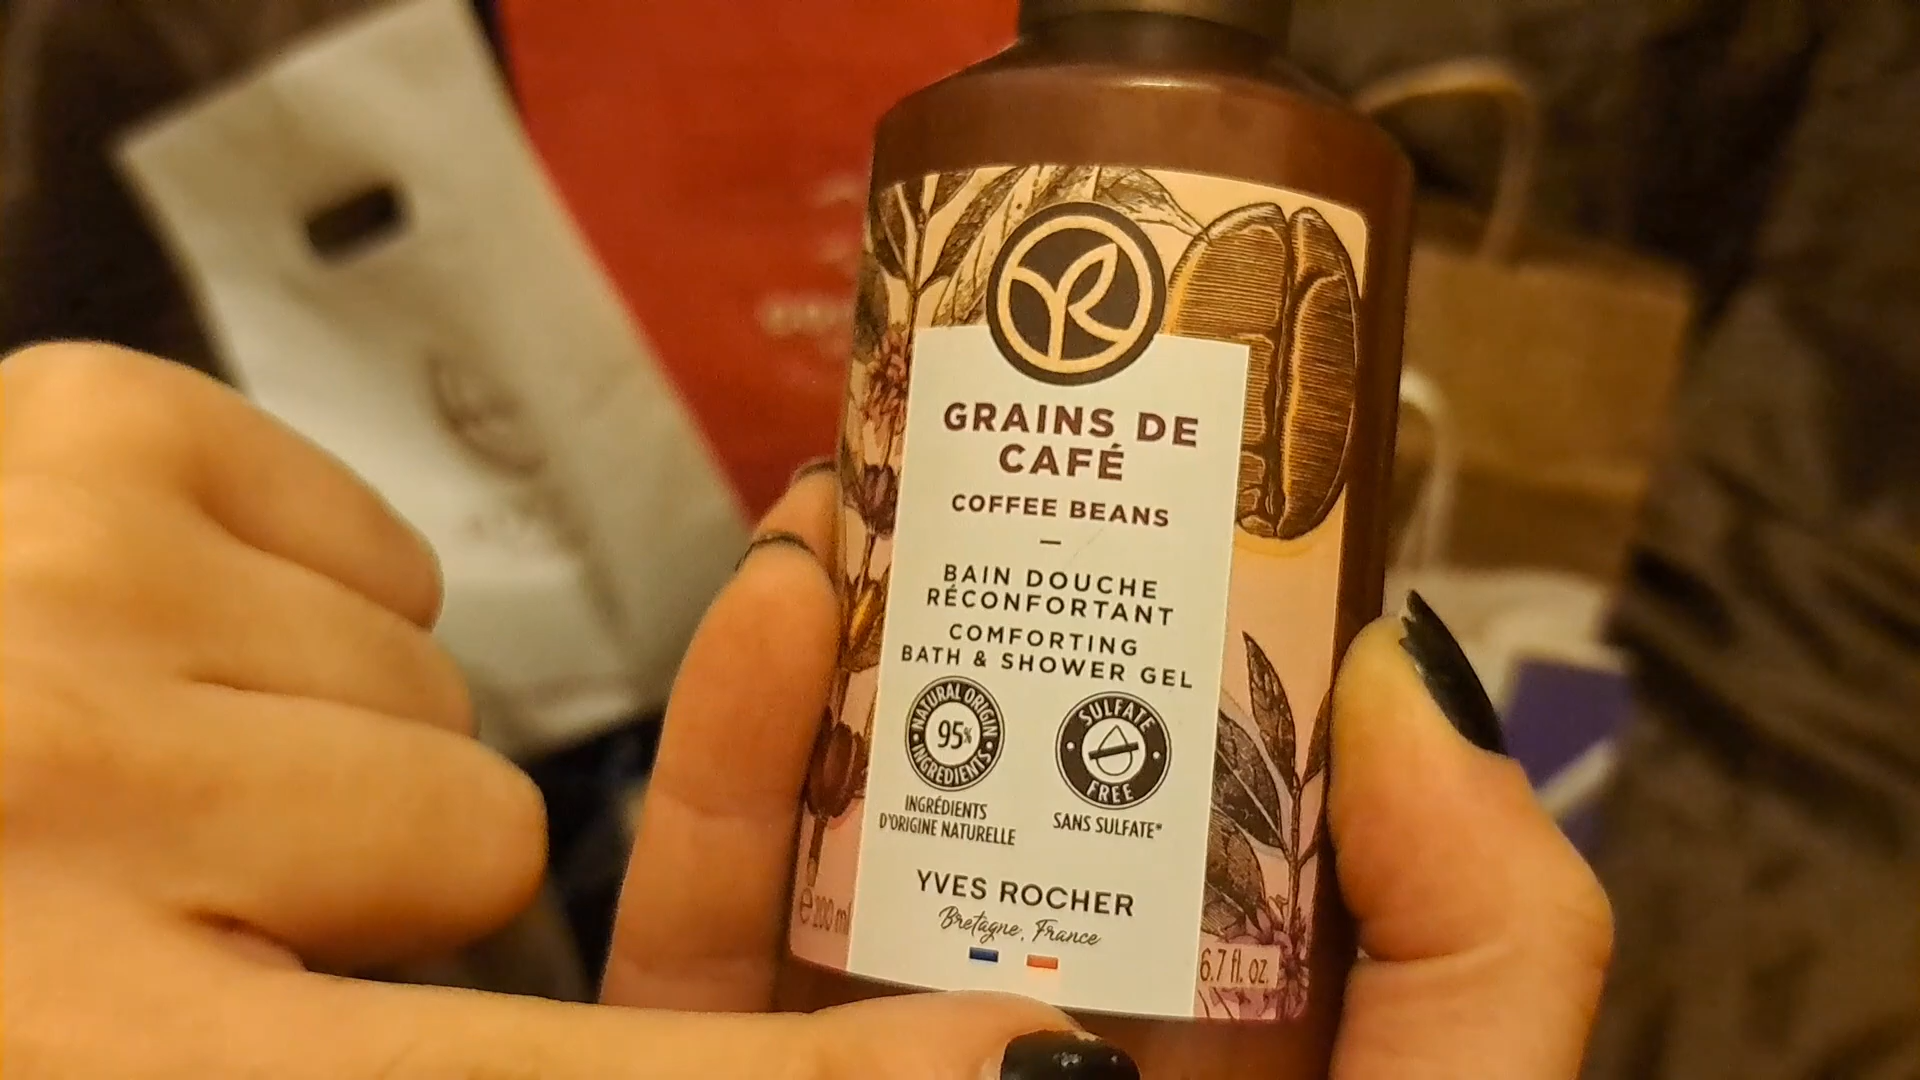 GRAINS DE
CAFÉ
COFFEE BEANS
BAIN DOUCHE
RÉCONFORTANT
COMFORTING
BATH & SHOWER GEL
NATURAL ORIGIN
95%
INGREDIENTS
SULFATE
FREE
INGRÉDIENTS
D'ORIGINE NATURELLE
SANS SULFATE*
YVES ROCHER
Bretagne, France
e 200 ml
6.7 fl. oz.